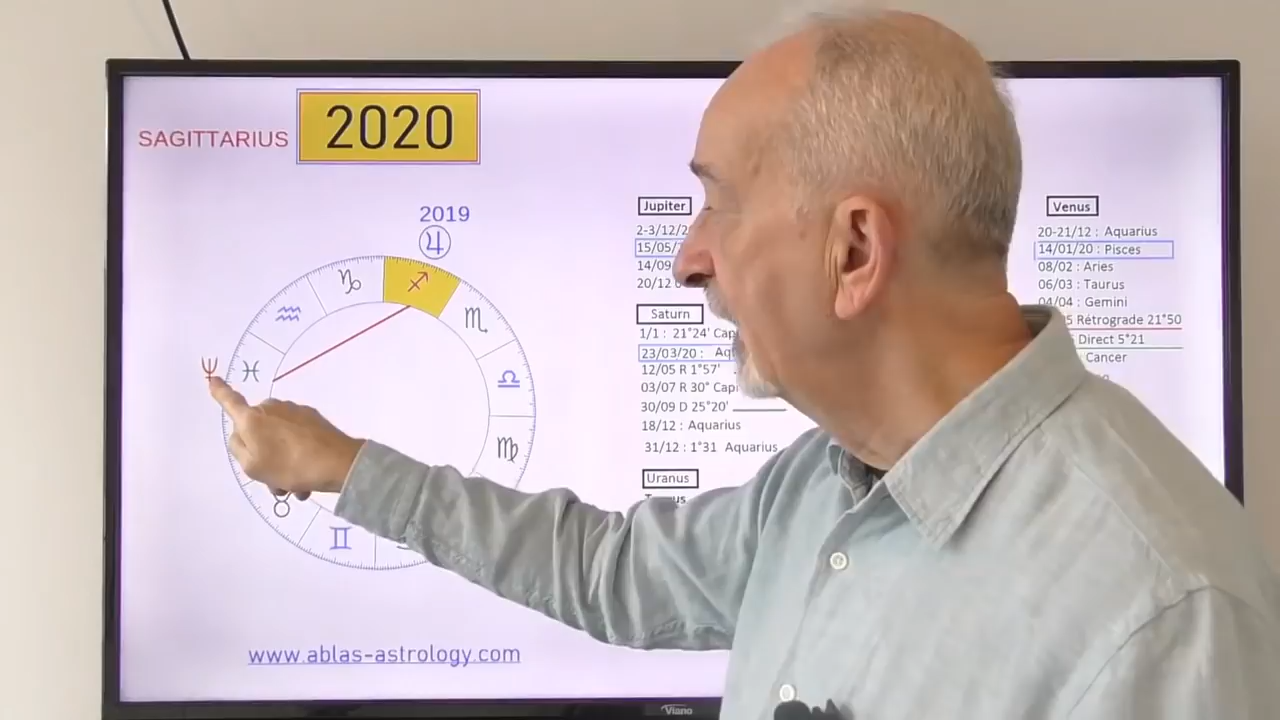 SAGITTARIUS
2020
2019
Jupiter
2-3/12/2
15/05/
14/09
20/12
Saturn
1/1 : 21°24' Cap
23/03/20 : Aq
12/05 R 1°57'
03/07 R 30° Capi
30/09 D 25°20'
18/12 : Aquarius
31/12 : 1°31 Aquarius
Uranus
Venus
20-21/12 : Aquarius
14/01/20 : Pisces
08/02 : Aries
06/03 : Taurus
04/04 : Gemini
5 Rétrograde 21°50
Direct 5°21
Cancer
www.ablas-astrology.com
Viano